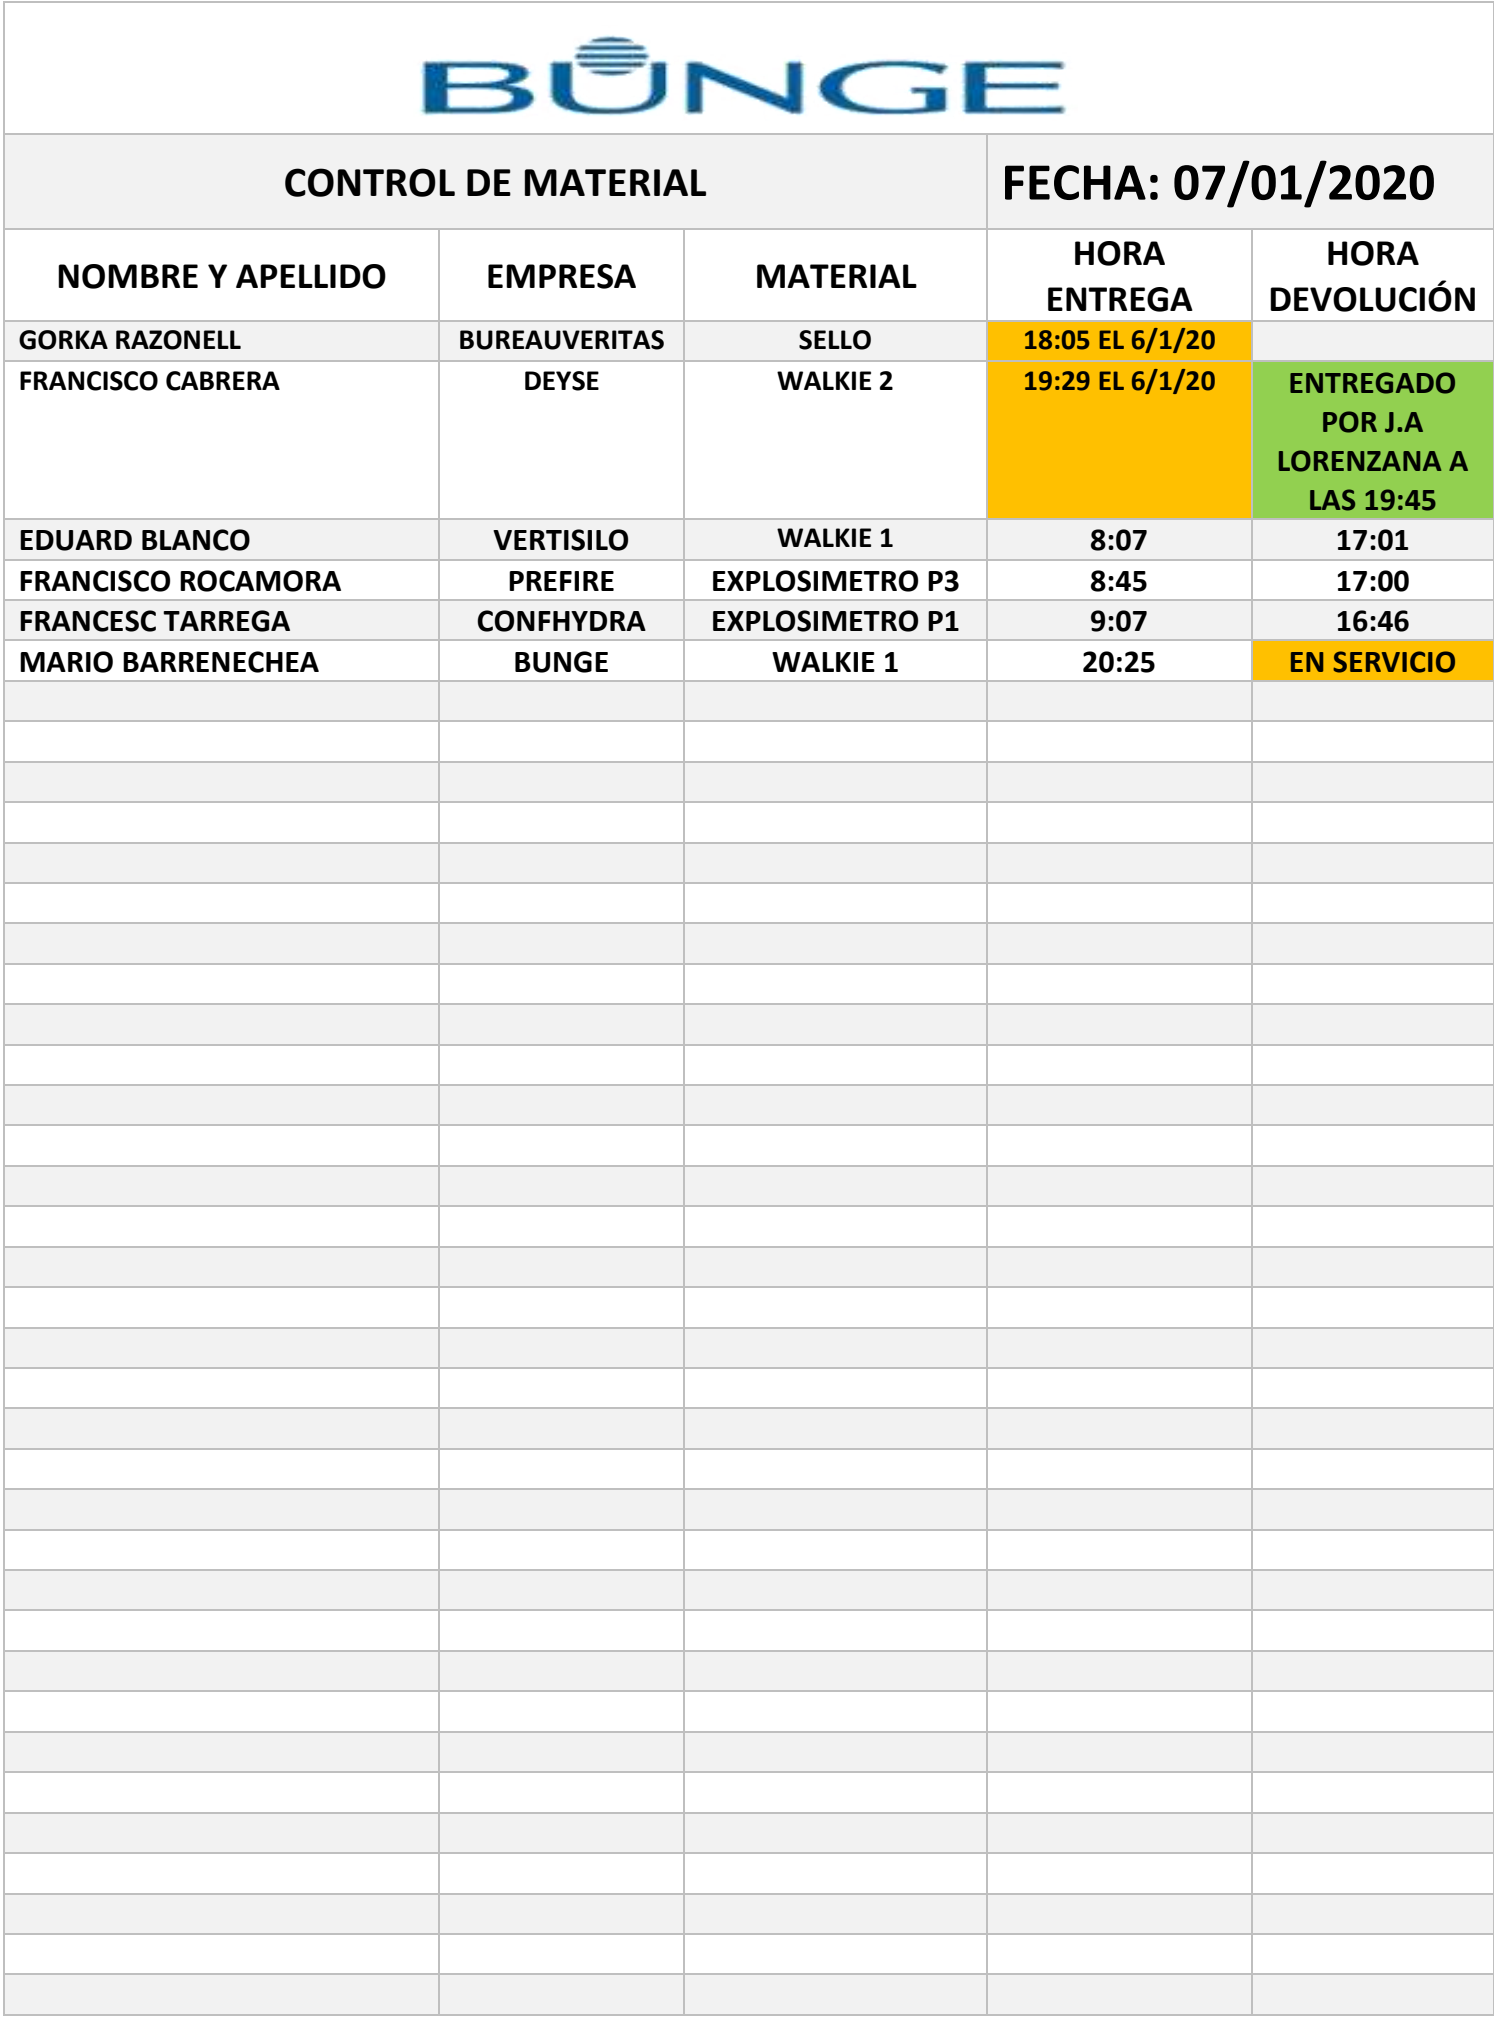 BUNGE
CONTROL DE MATERIAL
FECHA: 07/01/2020
NOMBRE Y APELLIDO
EMPRESA
MATERIAL
HORA
ENTREGA
HORA
DEVOLUCIÓN
GORKA RAZONELL
BUREAUVERITAS
SELLO
18:05 EL 6/1/20
FRANCISCO CABRERA
DEYSE
WALKIE 2
19:29 EL 6/1/20
ENTREGADO
POR J.A
LORENZANA A
LAS 19:45
EDUARD BLANCO
VERTISILO
WALKIE 1
8:07
17:01
FRANCISCO ROCAMORA
PREFIRE
EXPLOSIMETRO P3
8:45
17:00
FRANCESC TARREGA
CONFHYDRA
EXPLOSIMETRO P1
9:07
16:46
MARIO BARRENECHEA
BUNGE
WALKIE 1
20:25
EN SERVICIO